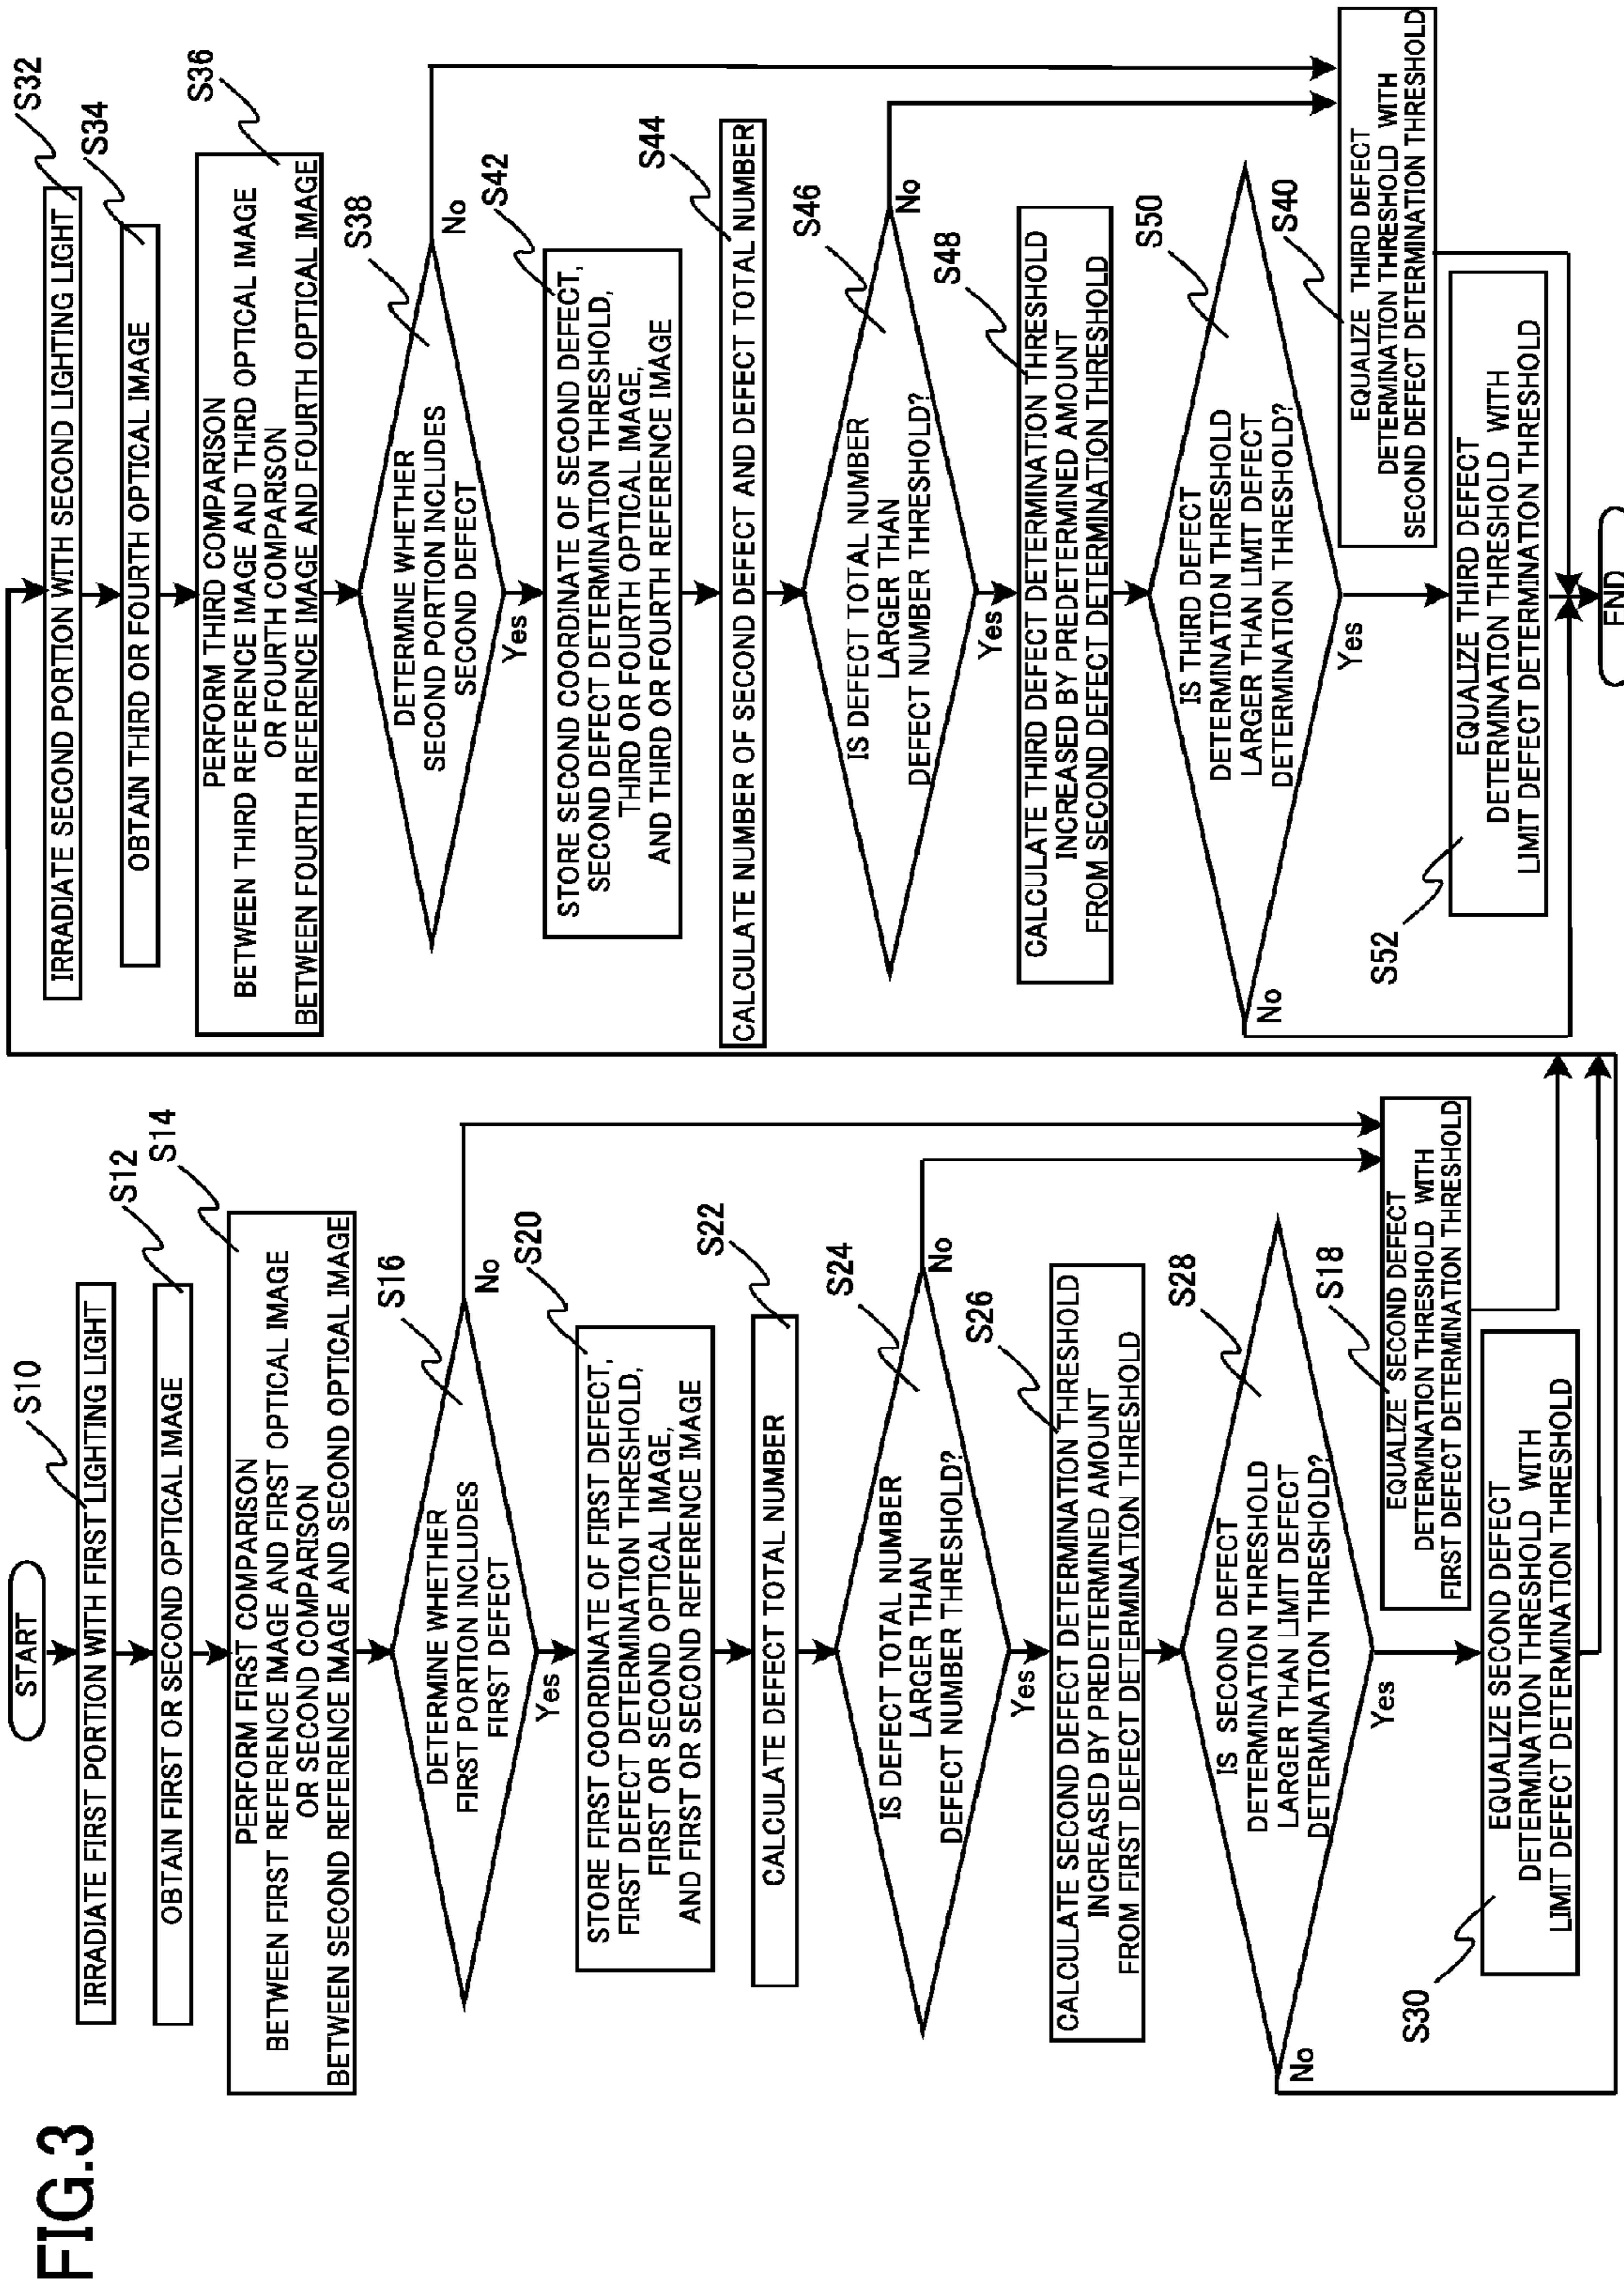 FIG.3
START
S10
IRRADIATE FIRST PORTION WITH FIRST LIGHTING LIGHT
S12
OBTAIN FIRST OR SECOND OPTICAL IMAGE
S14
PERFORM FIRST COMPARISON
BETWEEN FIRST REFERENCE IMAGE AND FIRST OPTICAL IMAGE
OR SECOND COMPARISON
BETWEEN SECOND REFERENCE IMAGE AND SECOND OPTICAL IMAGE
S16
DETERMINE WHETHER
FIRST PORTION INCLUDES
FIRST DEFECT
No
Yes
S20
STORE FIRST COORDINATE OF FIRST DEFECT,
FIRST DEFECT DETERMINATION THRESHOLD,
FIRST OR SECOND OPTICAL IMAGE,
AND FIRST OR SECOND REFERENCE IMAGE
S22
CALCULATE DEFECT TOTAL NUMBER
S24
IS DEFECT TOTAL NUMBER
LARGER THAN
DEFECT NUMBER THRESHOLD?
No
Yes
S26
CALCULATE SECOND DEFECT DETERMINATION THRESHOLD
INCREASED BY PREDETERMINED AMOUNT
FROM FIRST DEFECT DETERMINATION THRESHOLD
S28
IS SECOND DEFECT
DETERMINATION THRESHOLD
LARGER THAN LIMIT DEFECT
DETERMINATION THRESHOLD?
No
Yes
S18
EQUALIZE SECOND DEFECT
DETERMINATION THRESHOLD WITH
FIRST DEFECT DETERMINATION THRESHOLD
S30
EQUALIZE SECOND DEFECT
DETERMINATION THRESHOLD WITH
LIMIT DEFECT DETERMINATION THRESHOLD
S32
IRRADIATE SECOND PORTION WITH SECOND LIGHTING LIGHT
S34
OBTAIN THIRD OR FOURTH OPTICAL IMAGE
S36
PERFORM THIRD COMPARISON
BETWEEN THIRD REFERENCE IMAGE AND THIRD OPTICAL IMAGE
OR FOURTH COMPARISON
BETWEEN FOURTH REFERENCE IMAGE AND FOURTH OPTICAL IMAGE
S38
DETERMINE WHETHER
SECOND PORTION INCLUDES
SECOND DEFECT
No
Yes
S42
STORE SECOND COORDINATE OF SECOND DEFECT,
SECOND DEFECT DETERMINATION THRESHOLD,
THIRD OR FOURTH OPTICAL IMAGE,
AND THIRD OR FOURTH REFERENCE IMAGE
S44
CALCULATE NUMBER OF SECOND DEFECT AND DEFECT TOTAL NUMBER
S46
IS DEFECT TOTAL NUMBER
LARGER THAN
DEFECT NUMBER THRESHOLD?
No
Yes
S48
CALCULATE THIRD DEFECT DETERMINATION THRESHOLD
INCREASED BY PREDETERMINED AMOUNT
FROM SECOND DEFECT DETERMINATION THRESHOLD
S50
IS THIRD DEFECT
DETERMINATION THRESHOLD
LARGER THAN LIMIT DEFECT
DETERMINATION THRESHOLD?
No
Yes
S40
EQUALIZE THIRD DEFECT
DETERMINATION THRESHOLD WITH
SECOND DEFECT DETERMINATION THRESHOLD
S52
EQUALIZE THIRD DEFECT
DETERMINATION THRESHOLD WITH
LIMIT DEFECT DETERMINATION THRESHOLD
END